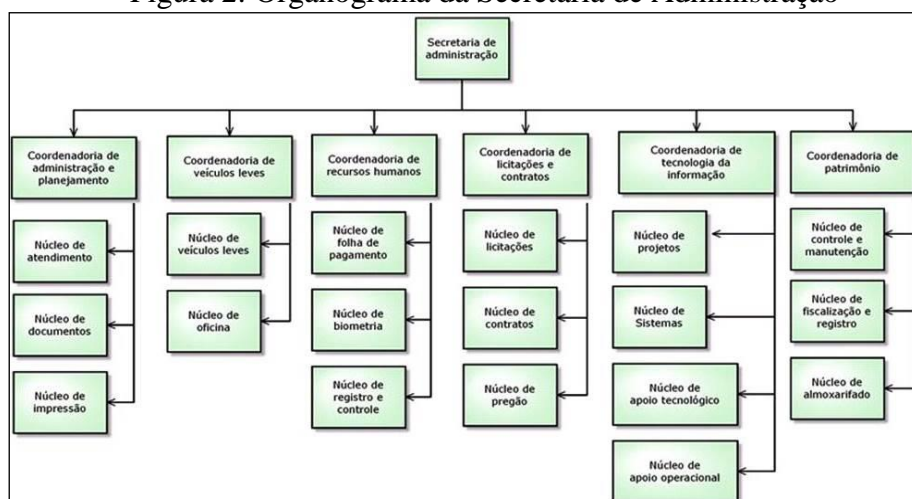 Figura 2: Organograma da Secretaria de Administração
Secretaria de
administração
Coordenadoria de
administração e
planejamento
Coordenadoria de
veículos leves
Coordenadoria de
recursos humanos
Coordenadoria de
licitações e
contratos
Coordenadoria de
tecnologia da
informação
Coordenadoria de
patrimônio
Núcleo de
atendimento
Núcleo de
documentos
Núcleo de
impressão
Núcleo de
veículos leves
Núcleo de
oficina
Núcleo de
folha de
pagamento
Núcleo de
biometria
Núcleo de
registro e
controle
Núcleo de
licitações
Núcleo de
contratos
Núcleo de
pregão
Núcleo de
projetos
Núcleo de
Sistemas
Núcleo de
apoio tecnológico
Núcleo de
apoio operacional
Núcleo de
controle e
manutenção
Núcleo de
fiscalização e
registro
Núcleo de
almoxarifado